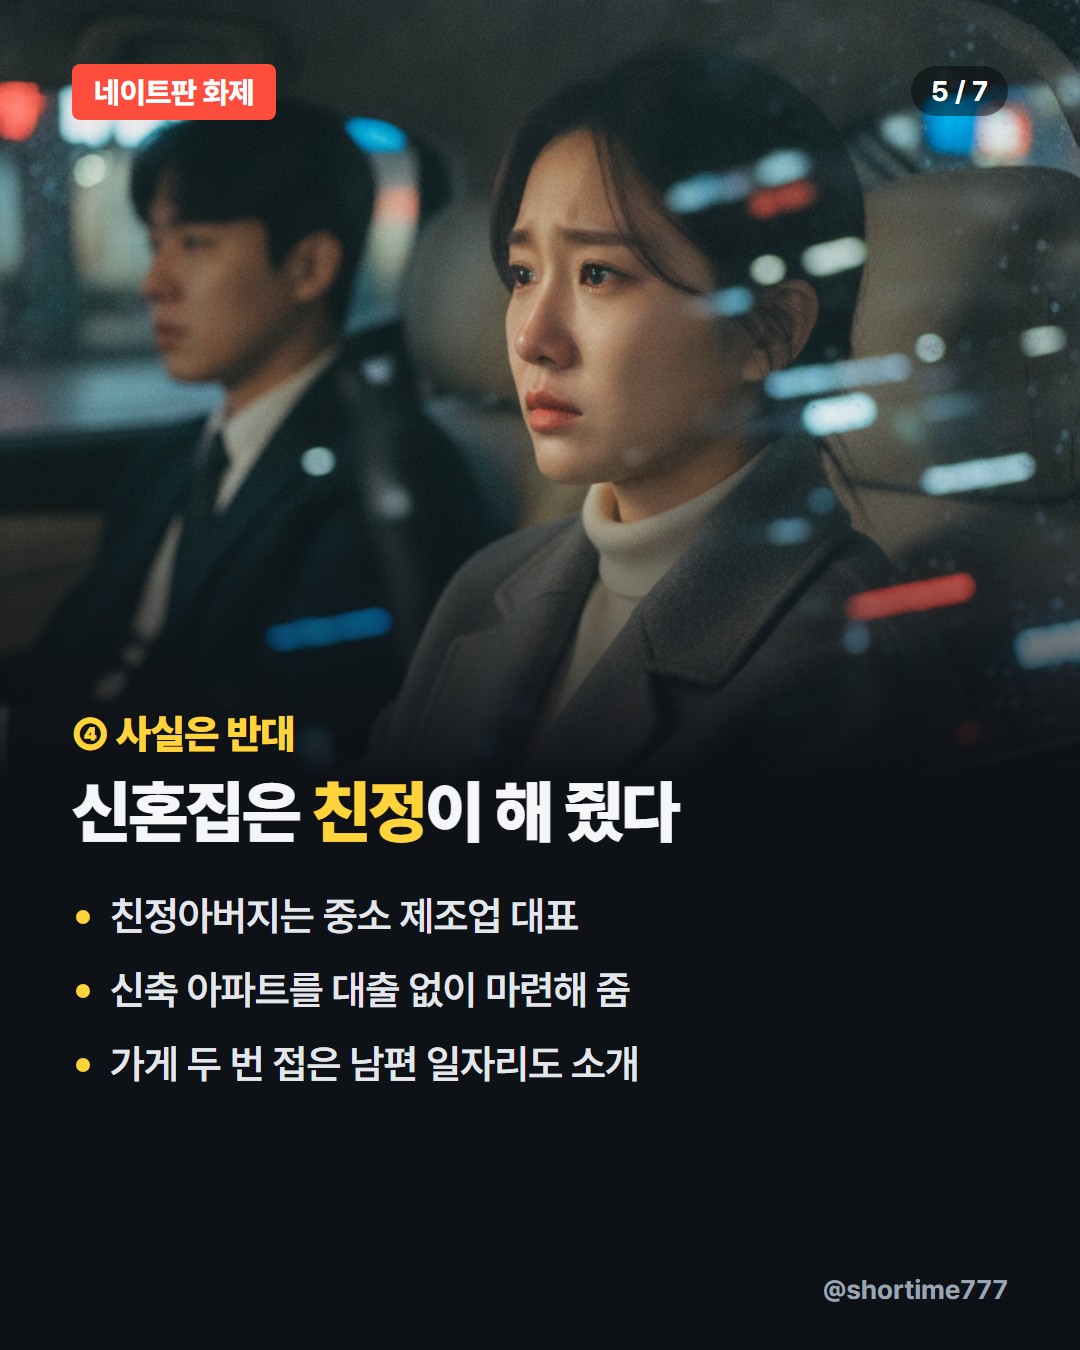 네이트판 화제
5 / 7
④ 사실은 반대
신혼집은 친정이 해 줬다
• 친정아버지는 중소 제조업 대표
• 신축 아파트를 대출 없이 마련해 줌
• 가게 두 번 접은 남편 일자리도 소개
@shortime777